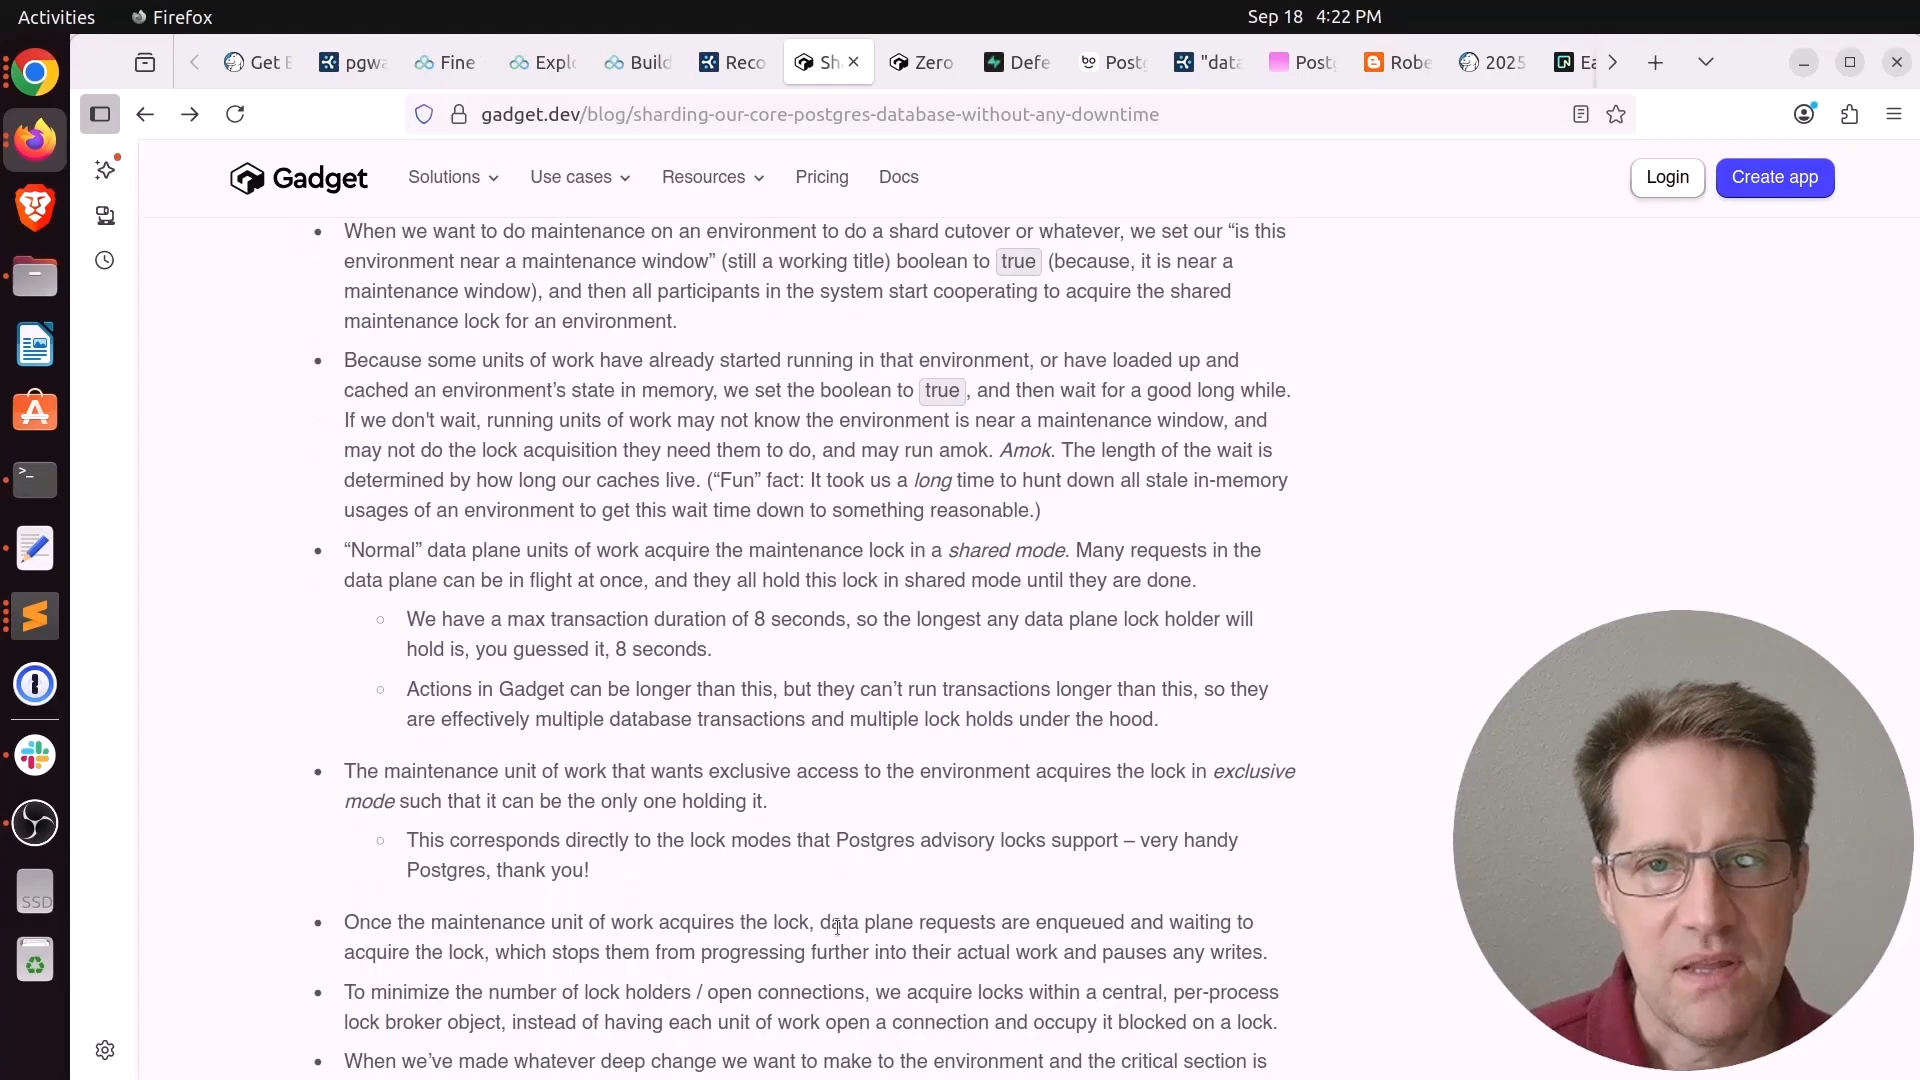 Activities Firefox Sep 18 4:22 PM
Get pgwa Fine Explo Build Reco Sh Zero Defe Post "data Post Robe 2025 Ea
gadget.dev/blog/sharding-our-core-postgres-database-without-any-downtime
Gadget Solutions Use cases Resources Pricing Docs Login Create app
When we want to do maintenance on an environment to do a shard cutover or whatever, we set our “is this
environment near a maintenance window” (still a working title) boolean to true (because, it is near a
maintenance window), and then all participants in the system start cooperating to acquire the shared
maintenance lock for an environment.
Because some units of work have already started running in that environment, or have loaded up and
cached an environment’s state in memory, we set the boolean to true, and then wait for a good long while.
If we don't wait, running units of work may not know the environment is near a maintenance window, and
may not do the lock acquisition they need them to do, and may run amok. Amok. The length of the wait is
determined by how long our caches live. (“Fun” fact: It took us a long time to hunt down all stale in-memory
usages of an environment to get this wait time down to something reasonable.)
“Normal” data plane units of work acquire the maintenance lock in a shared mode. Many requests in the
data plane can be in flight at once, and they all hold this lock in shared mode until they are done.
We have a max transaction duration of 8 seconds, so the longest any data plane lock holder will
hold is, you guessed it, 8 seconds.
Actions in Gadget can be longer than this, but they can’t run transactions longer than this, so they
are effectively multiple database transactions and multiple lock holds under the hood.
The maintenance unit of work that wants exclusive access to the environment acquires the lock in exclusive
mode such that it can be the only one holding it.
This corresponds directly to the lock modes that Postgres advisory locks support – very handy
Postgres, thank you!
Once the maintenance unit of work acquires the lock, data plane requests are enqueued and waiting to
acquire the lock, which stops them from progressing further into their actual work and pauses any writes.
To minimize the number of lock holders / open connections, we acquire locks within a central, per-process
lock broker object, instead of having each unit of work open a connection and occupy it blocked on a lock.
When we’ve made whatever deep change we want to make to the environment and the critical section is
SSD